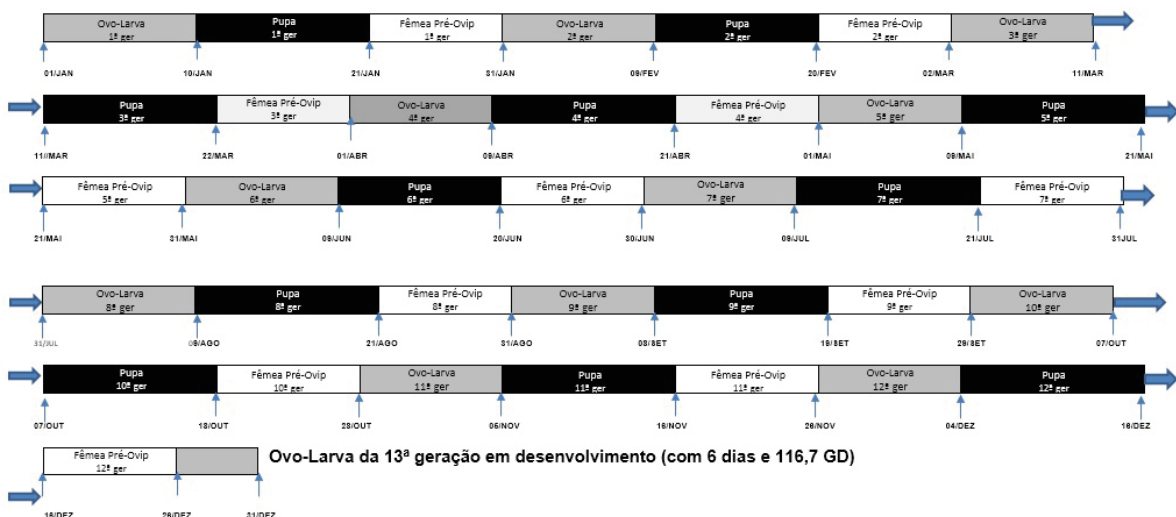 Ovo-Larva Pupa Fêmea Pré-Ovip Ovo-Larva Pupa Fêmea Pré-Ovip Ovo-Larva
1ª ger 1ª ger 1ª ger 2ª ger 2ª ger 2ª ger 3ª ger
01/JAN 10/JAN 21/JAN 31/JAN 09/FEV 20/FEV 02/MAR 11/MAR
Pupa Fêmea Pré-Ovip Ovo-Larva Pupa Fêmea Pré-Ovip Ovo-Larva Pupa
3ª ger 3ª ger 4ª ger 4ª ger 4ª ger 5ª ger 5ª ger
11//MAR 22/MAR 01/ABR 09/ABR 21/ABR 01/MAI 09/MAI 21/MAI
Fêmea Pré-Ovip Ovo-Larva Pupa Fêmea Pré-Ovip Ovo-Larva Pupa Fêmea Pré-Ovip
5ª ger 6ª ger 6ª ger 6ª ger 7ª ger 7ª ger 7ª ger
21/MAI 31/MAI 09/JUN 20/JUN 30/JUN 09/JUL 21/JUL 31/JUL
Ovo-Larva Pupa Fêmea Pré-Ovip Ovo-Larva Pupa Fêmea Pré-Ovip Ovo-Larva
8ª ger 8ª ger 8ª ger 9ª ger 9ª ger 9ª ger 10ª ger
31/JUL 09/AGO 21/AGO 31/AGO 08/SET 19/SET 29/SET 07/OUT
Pupa Fêmea Pré-Ovip Ovo-Larva Pupa Fêmea Pré-Ovip Ovo-Larva Pupa
10ª ger 10ª ger 11ª ger 11ª ger 11ª ger 12ª ger 12ª ger
07/OUT 18/OUT 28/OUT 05/NOV 16/NOV 26/NOV 04/DEZ 16/DEZ
Fêmea Pré-Ovip Ovo-Larva da 13ª geração em desenvolvimento (com 6 dias e 116,7 GD)
12ª ger
16/DEZ 26/DEZ 31/DEZ